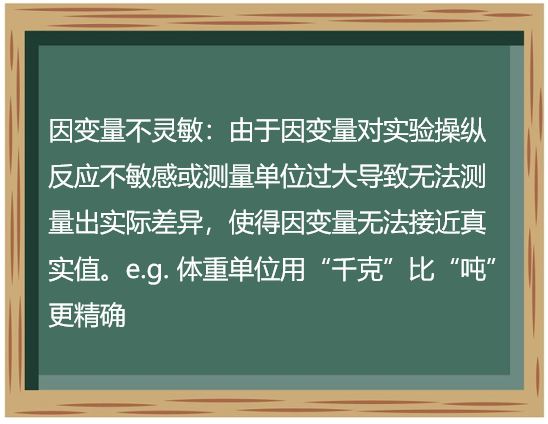 因变量不灵敏：由于因变量对实验操纵
反应不敏感或测量单位过大导致无法测
量出实际差异，使得因变量无法接近真
实值。e.g. 体重单位用“千克”比“吨”
更精确